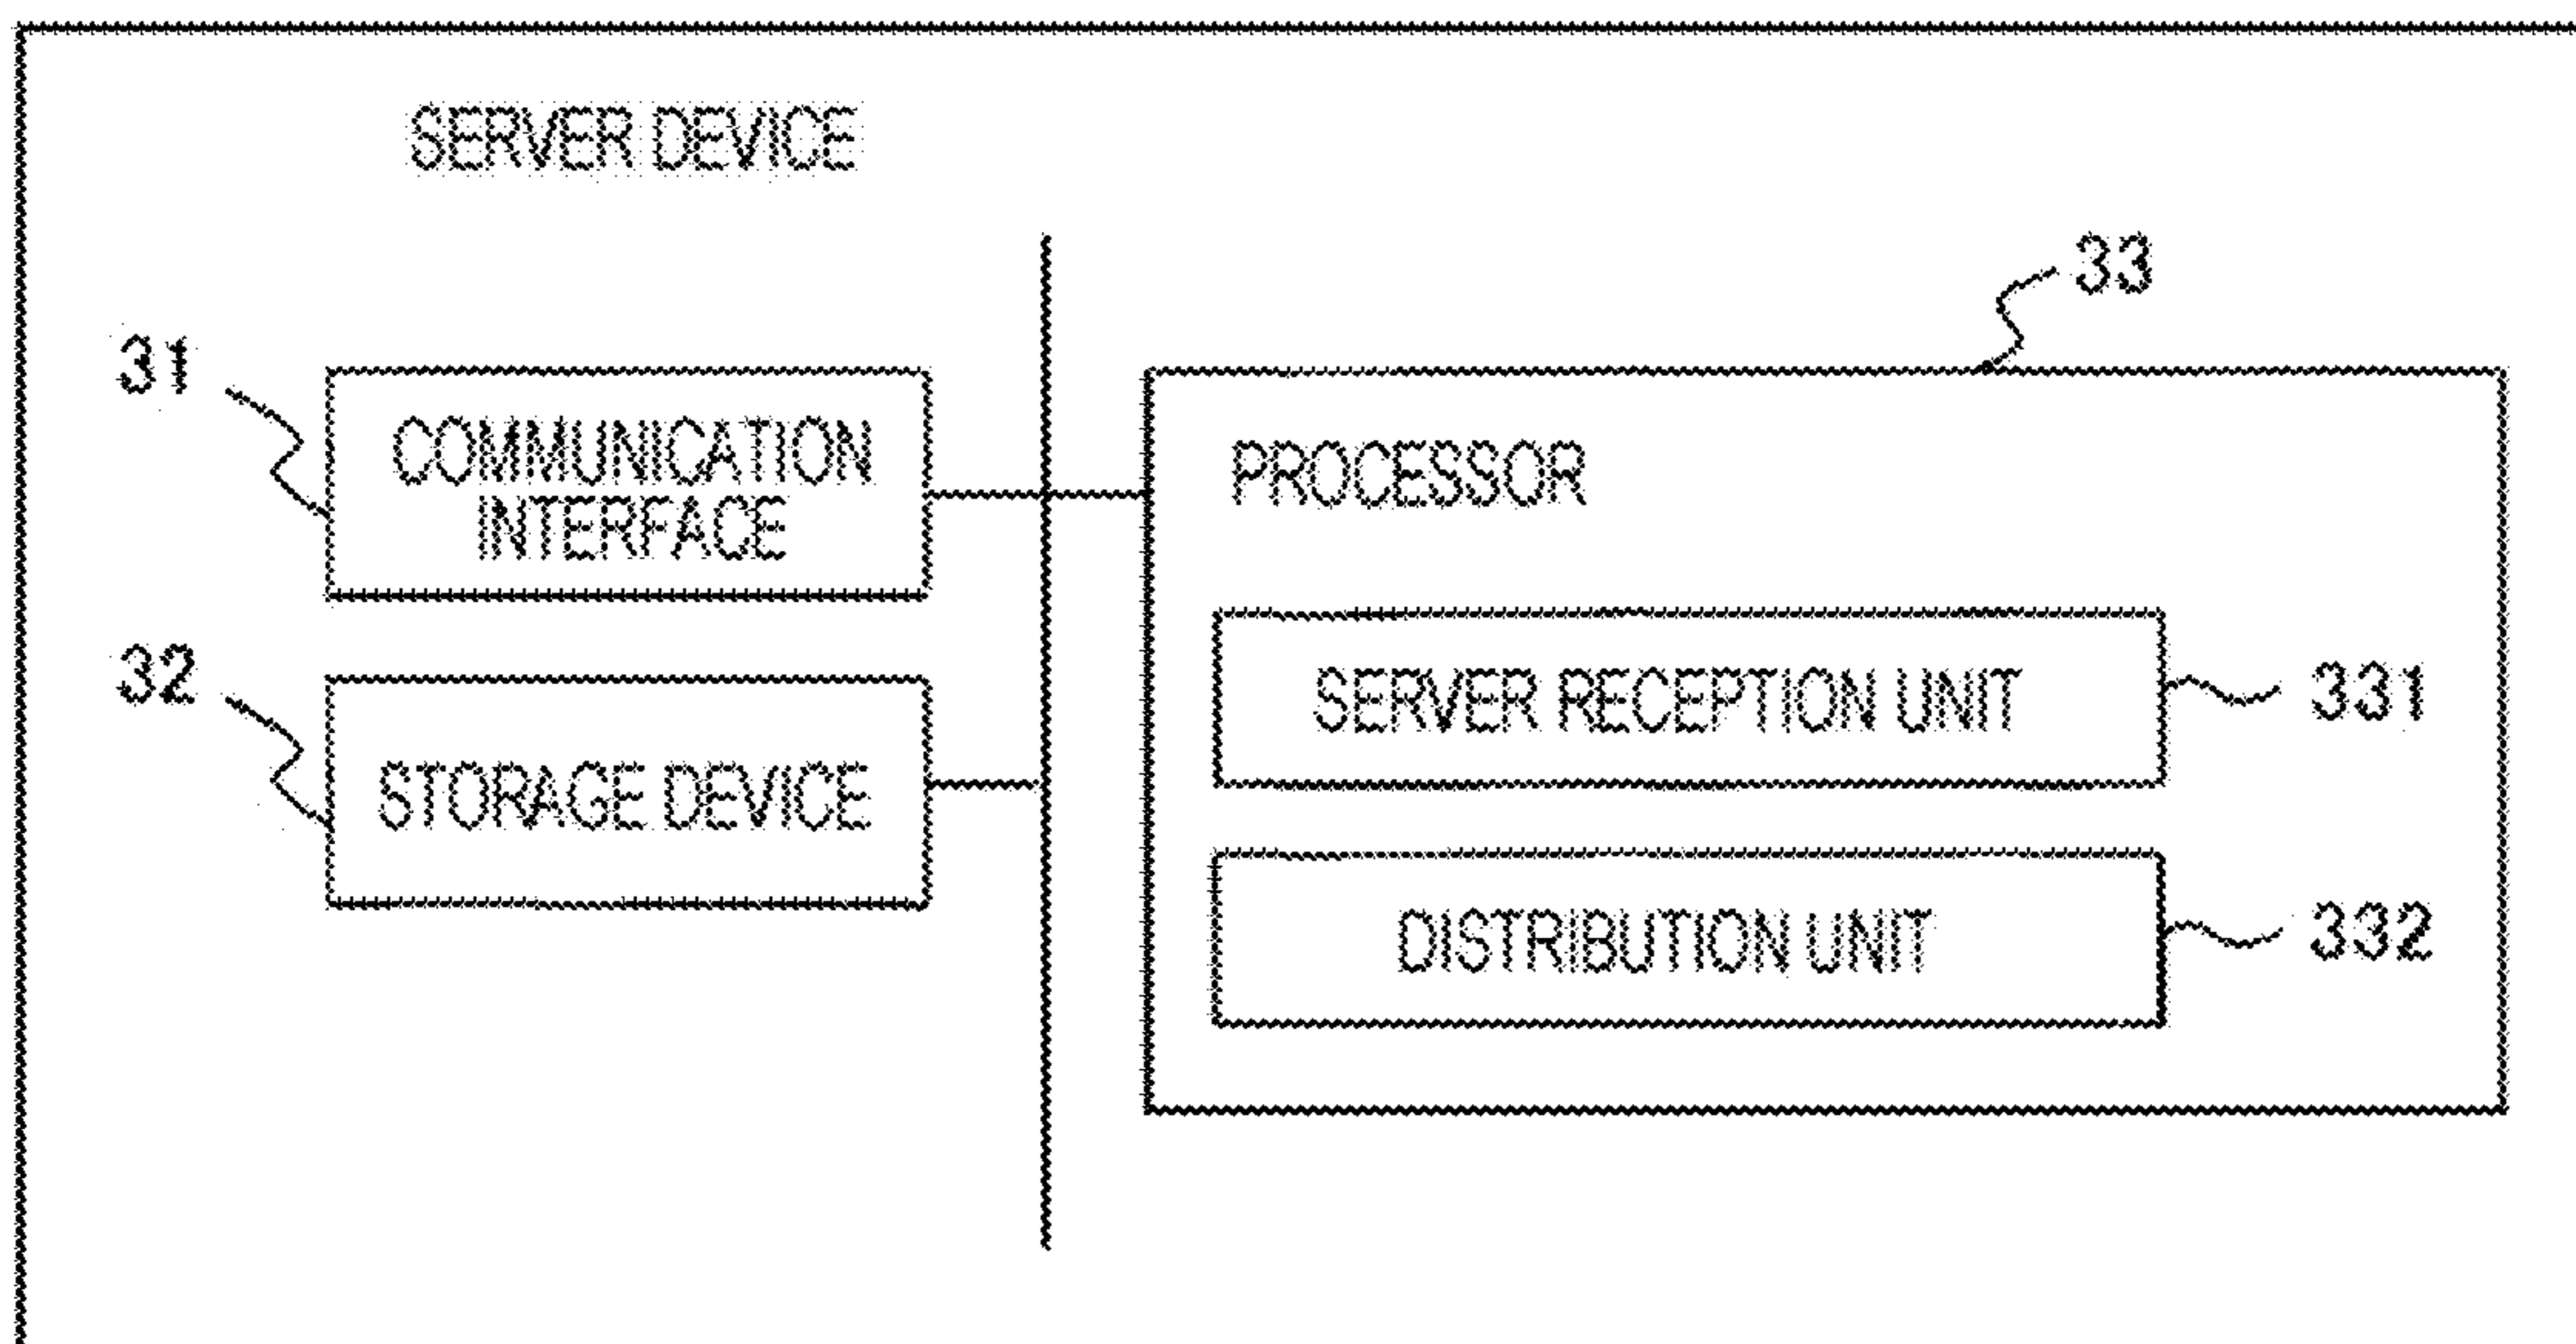 SERVER DEVICE
33
31
COMMUNICATION
INTERFACE
PROCESSOR
32
STORAGE DEVICE
SERVER RECEPTION UNIT
331
DISTRIBUTION UNIT
332